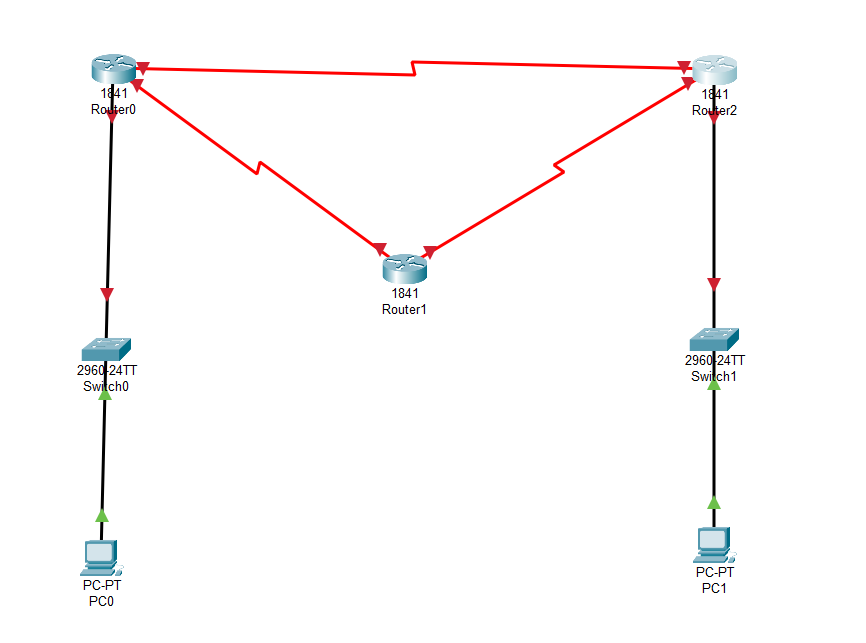 1841
Router0
1841
Router2
1841
Router1
2960-24TT
Switch0
2960-24TT
Switch1
PC-PT
PC0
PC-PT
PC1